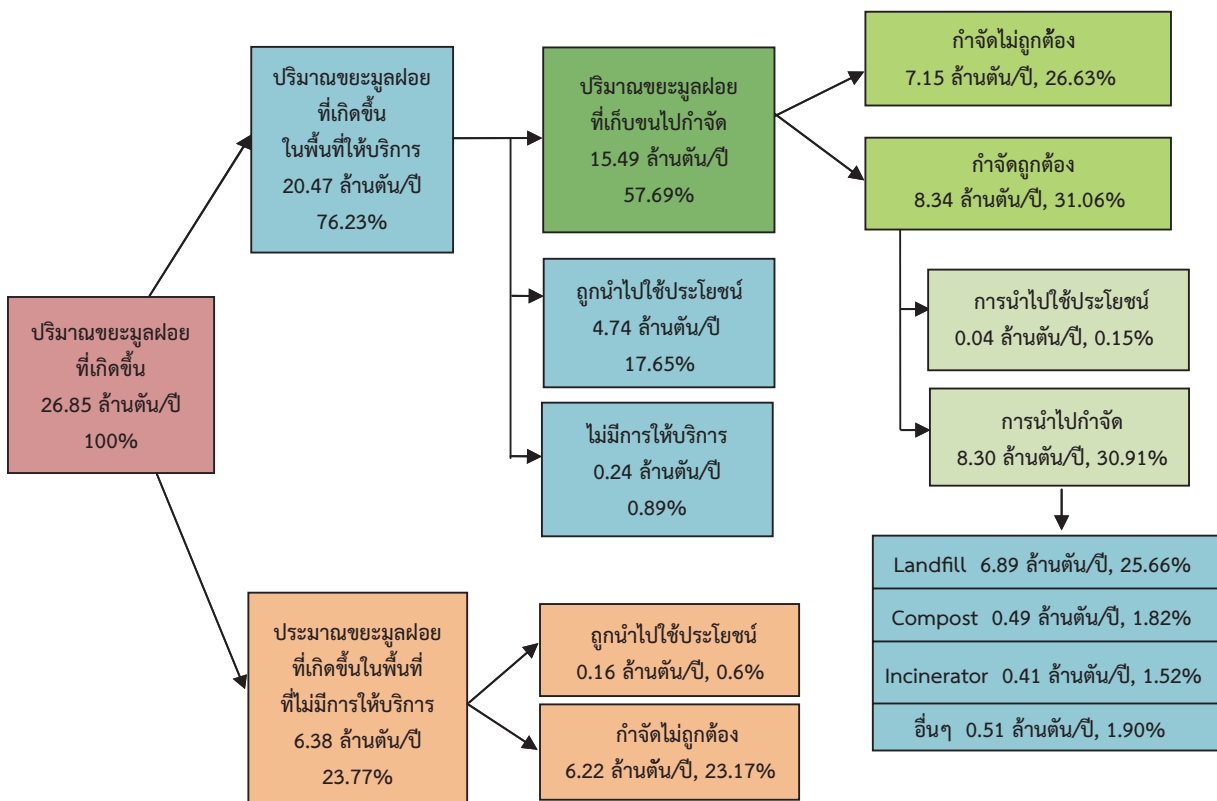 ปริมาณขยะมูลฝอย
ที่เกิดขึ้น
26.85 ล้านตัน/ปี
100%
ปริมาณขยะมูลฝอย
ที่เกิดขึ้น
ในพื้นที่ให้บริการ
20.47 ล้านตัน/ปี
76.23%
ปริมาณขยะมูลฝอย
ที่เก็บขนไปกำจัด
15.49 ล้านตัน/ปี
57.69%
กำจัดไม่ถูกต้อง
7.15 ล้านตัน/ปี, 26.63%
กำจัดถูกต้อง
8.34 ล้านตัน/ปี, 31.06%
การนำไปใช้ประโยชน์
0.04 ล้านตัน/ปี, 0.15%
การนำไปกำจัด
8.30 ล้านตัน/ปี, 30.91%
Landfill 6.89 ล้านตัน/ปี, 25.66%
Compost 0.49 ล้านตัน/ปี, 1.82%
Incinerator 0.41 ล้านตัน/ปี, 1.52%
อื่นๆ 0.51 ล้านตัน/ปี, 1.90%
ถูกนำไปใช้ประโยชน์
4.74 ล้านตัน/ปี
17.65%
ไม่มีการให้บริการ
0.24 ล้านตัน/ปี
0.89%
ประมาณขยะมูลฝอย
ที่เกิดขึ้นในพื้นที่
ที่ไม่มีการให้บริการ
6.38 ล้านตัน/ปี
23.77%
ถูกนำไปใช้ประโยชน์
0.16 ล้านตัน/ปี, 0.6%
กำจัดไม่ถูกต้อง
6.22 ล้านตัน/ปี, 23.17%